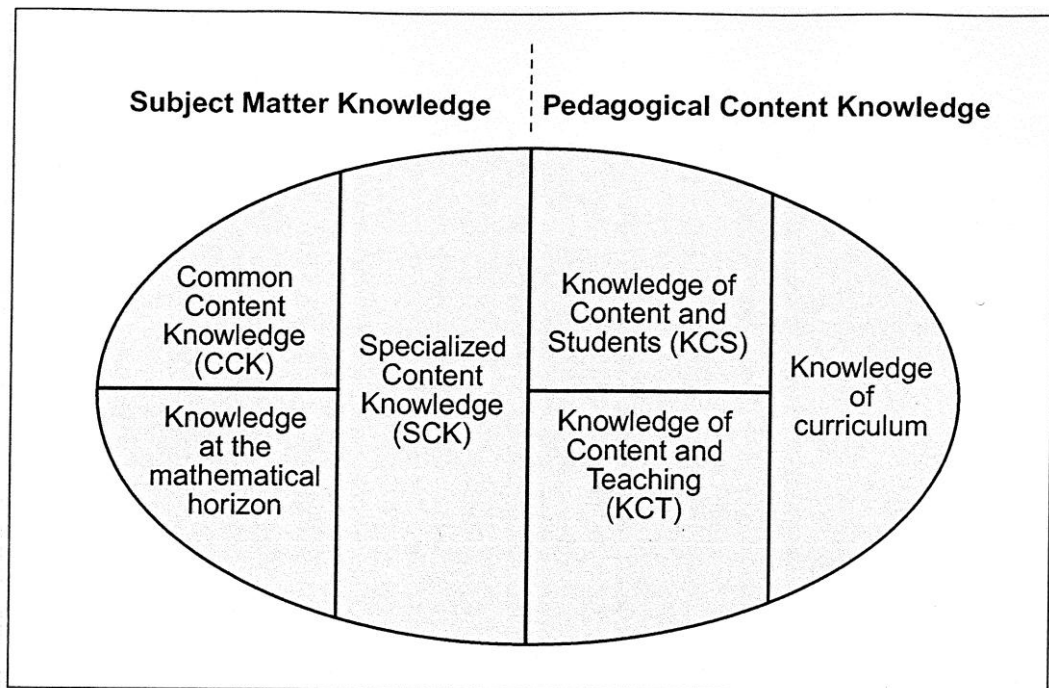 Subject Matter Knowledge
Pedagogical Content Knowledge
Common
Content
Knowledge
(CCK)
Knowledge
at the
mathematical
horizon
Specialized
Content
Knowledge
(SCK)
Knowledge of
Content and
Students (KCS)
Knowledge of
Content and
Teaching
(KCT)
Knowledge
of
curriculum